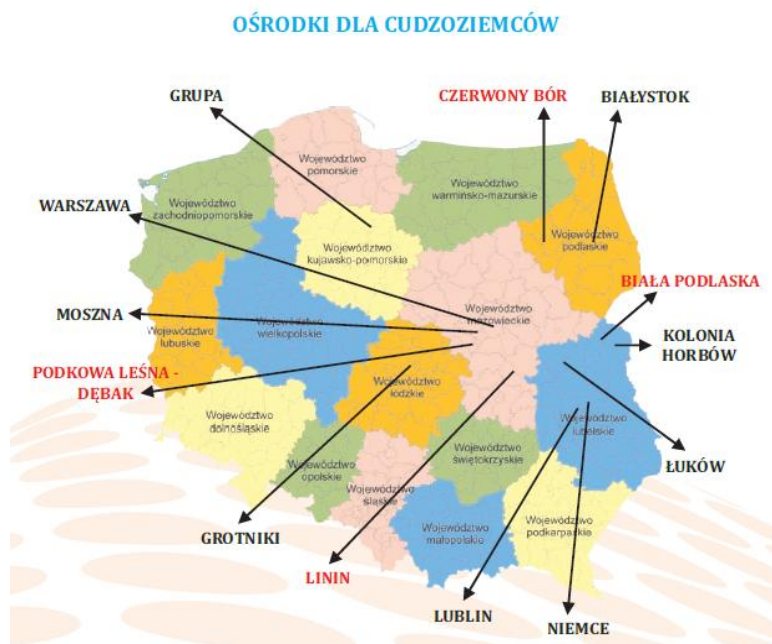 OŚRODKI DLA CUDZOZIEMCÓW
GRUPA
CZERWONY BÓR
BIAŁYSTOK
Województwo
pomorskie
Województwo
warmińsko-mazurskie
Województwo
zachodniopomorskie
WARSZAWA
Województwo
kujawsko-pomorskie
Województwo
podlaskie
BIAŁA PODLASKA
MOSZNA
Województwo
mazowieckie
Województwo
wielkopolskie
Województwo
lubuskie
KOLONIA
HORBÓW
PODKOWA LEŚNA -
DĘBAK
Województwo
łódzkie
Województwo
dolnośląskie
Województwo
lubelskie
Województwo
świętokrzyskie
Województwo
opolskie
ŁUKÓW
Województwo
śląskie
Województwo
małopolskie
Województwo
podkarpackie
GROTNIKI
LININ
LUBLIN
NIEMCE